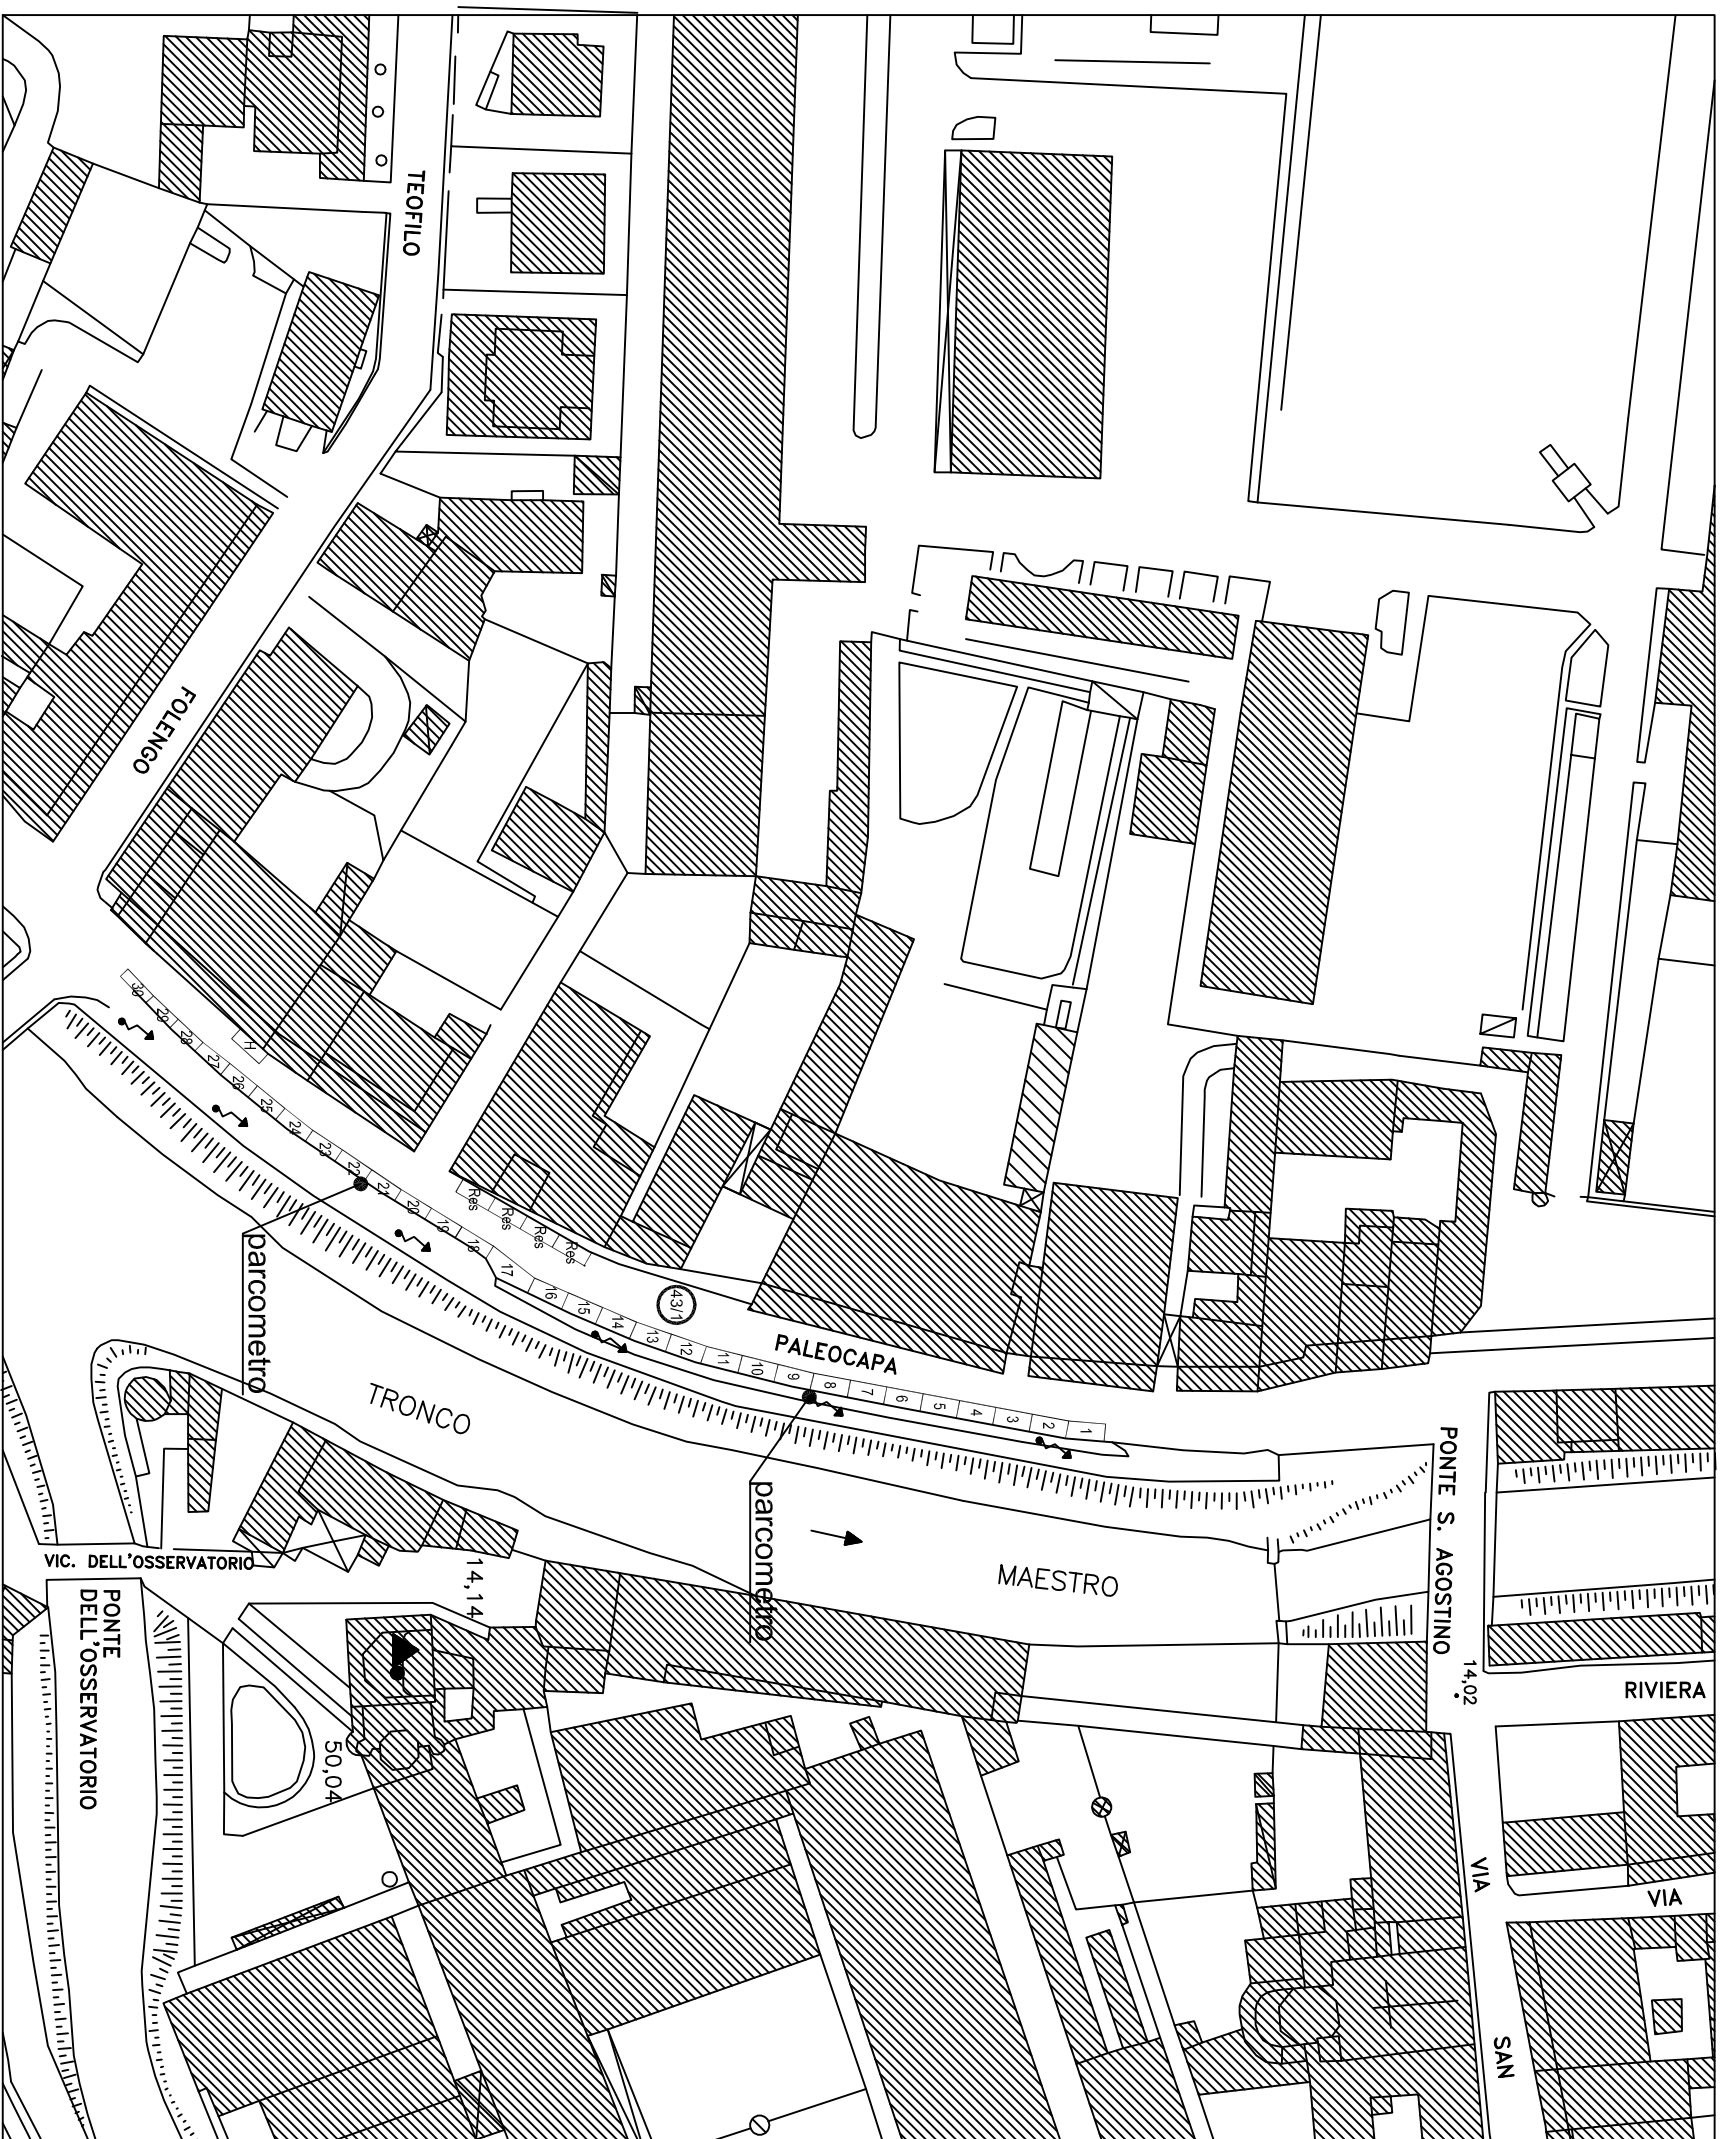 TEOFILO
FOLENGO
30
29
28
27
26
25
24
23
22
21
20
19
18
17
16
15
14
13
12
11
10
9
8
7
6
5
4
3
2
1
H
Res
Res
Res
Res
43/1
PALEOCAPA
parcometro
parcometro
TRONCO
MAESTRO
PONTE S. AGOSTINO
14,02
RIVIERA
VIC. DELL'OSSERVATORIO
14,14
PONTE
DELL'OSSERVATORIO
50,04
VIA
VIA
SAN